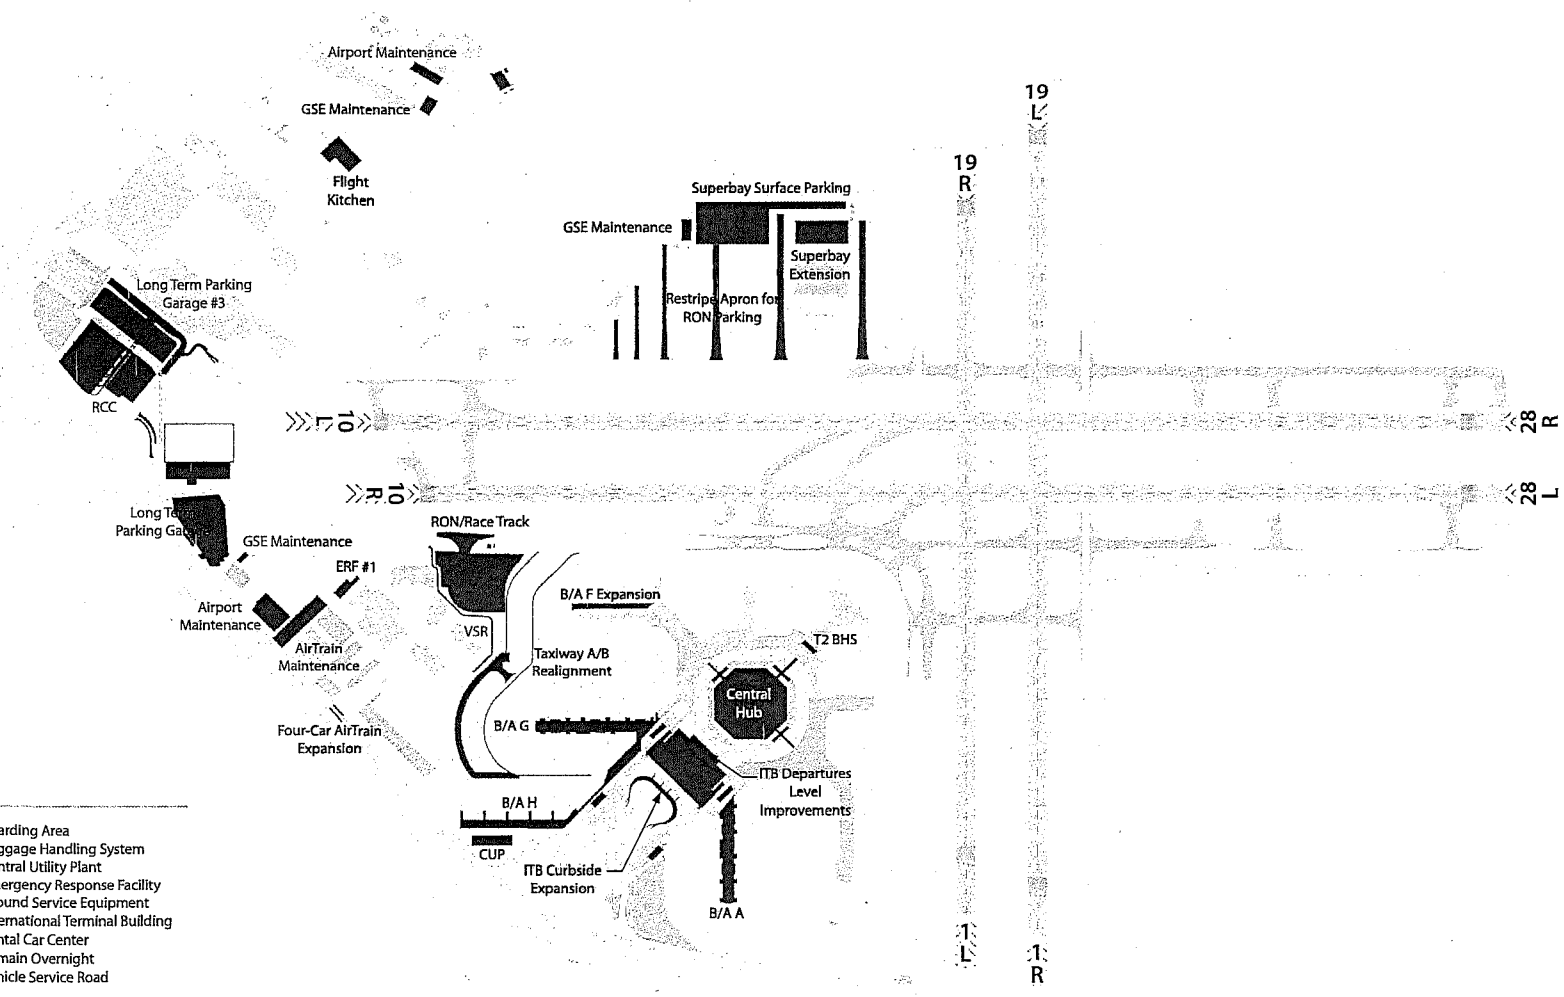 Airport Maintenance
GSE Maintenance
Flight
Kitchen
19
L
19
R
Superbay Surface Parking
GSE Maintenance
Superbay
Extension
Restripe Apron for
RON Parking
Long Term Parking
Garage #3
RCC
10
L
28
R
10
R
28
L
Long Te
Parking Ga
GSE Maintenance
ERF #1
Airport
Maintenance
AirTrain
Maintenance
Four-Car AirTrain
Expansion
RON/Race Track
VSR
B/A F Expansion
Taxiway A/B
Realignment
T2 BHS
Central
Hub
B/A G
B/A H
CUP
ITB Departures
Level
Improvements
ITB Curbside
Expansion
B/A A
1
L
1
R
arding Area
ggage Handling System
ntral Utility Plant
ergency Response Facility
ound Service Equipment
ernational Terminal Building
ntal Car Center
main Overnight
hicle Service Road